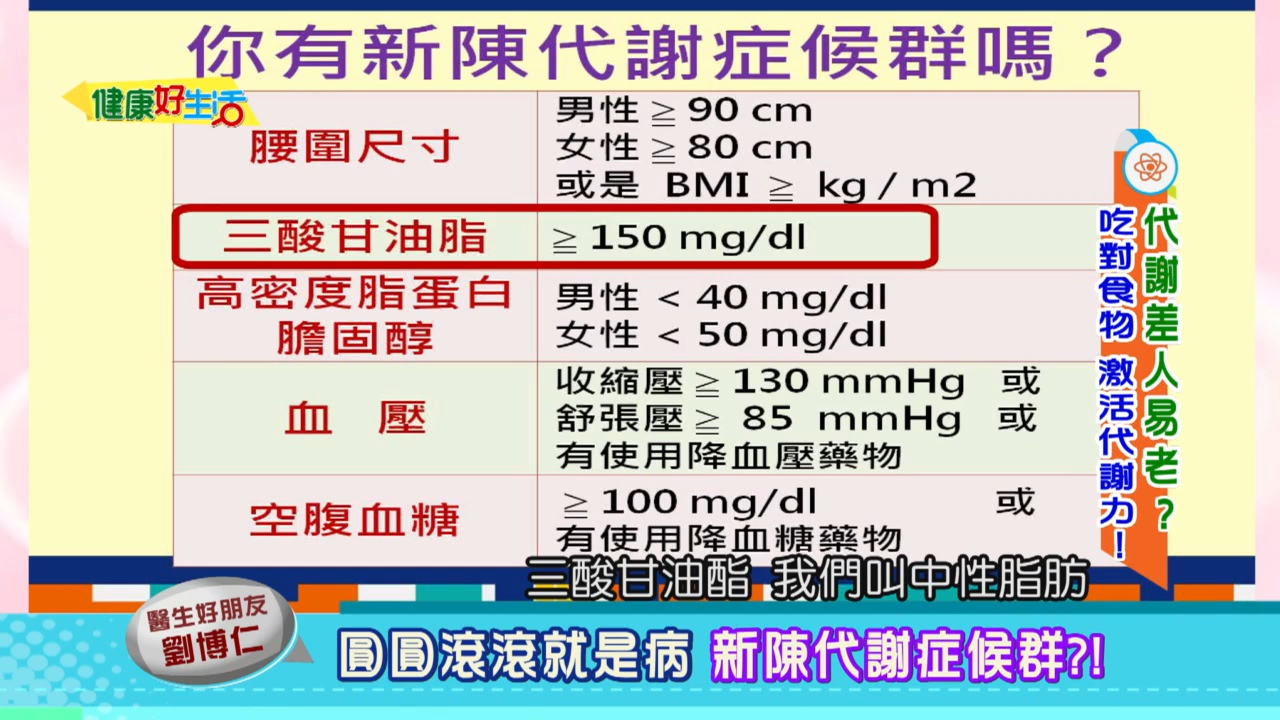 你有新陳代謝症候群嗎？
健康好生活
腰圍尺寸
男性 ≧ 90 cm
女性 ≧ 80 cm
或是 BMI ≧ kg / m2
三酸甘油脂
≧ 150 mg/dl
高密度脂蛋白
膽固醇
男性 < 40 mg/dl
女性 < 50 mg/dl
血 壓
收縮壓 ≧ 130 mmHg 或
舒張壓 ≧ 85 mmHg 或
有使用降血壓藥物
空腹血糖
≧ 100 mg/dl 或
有使用降血糖藥物
代謝差人易老？
吃對食物 激活代謝力！
三酸甘油酯 我們叫中性脂肪
醫生好朋友
劉博仁
圓圓滾滾就是病 新陳代謝症候群?!